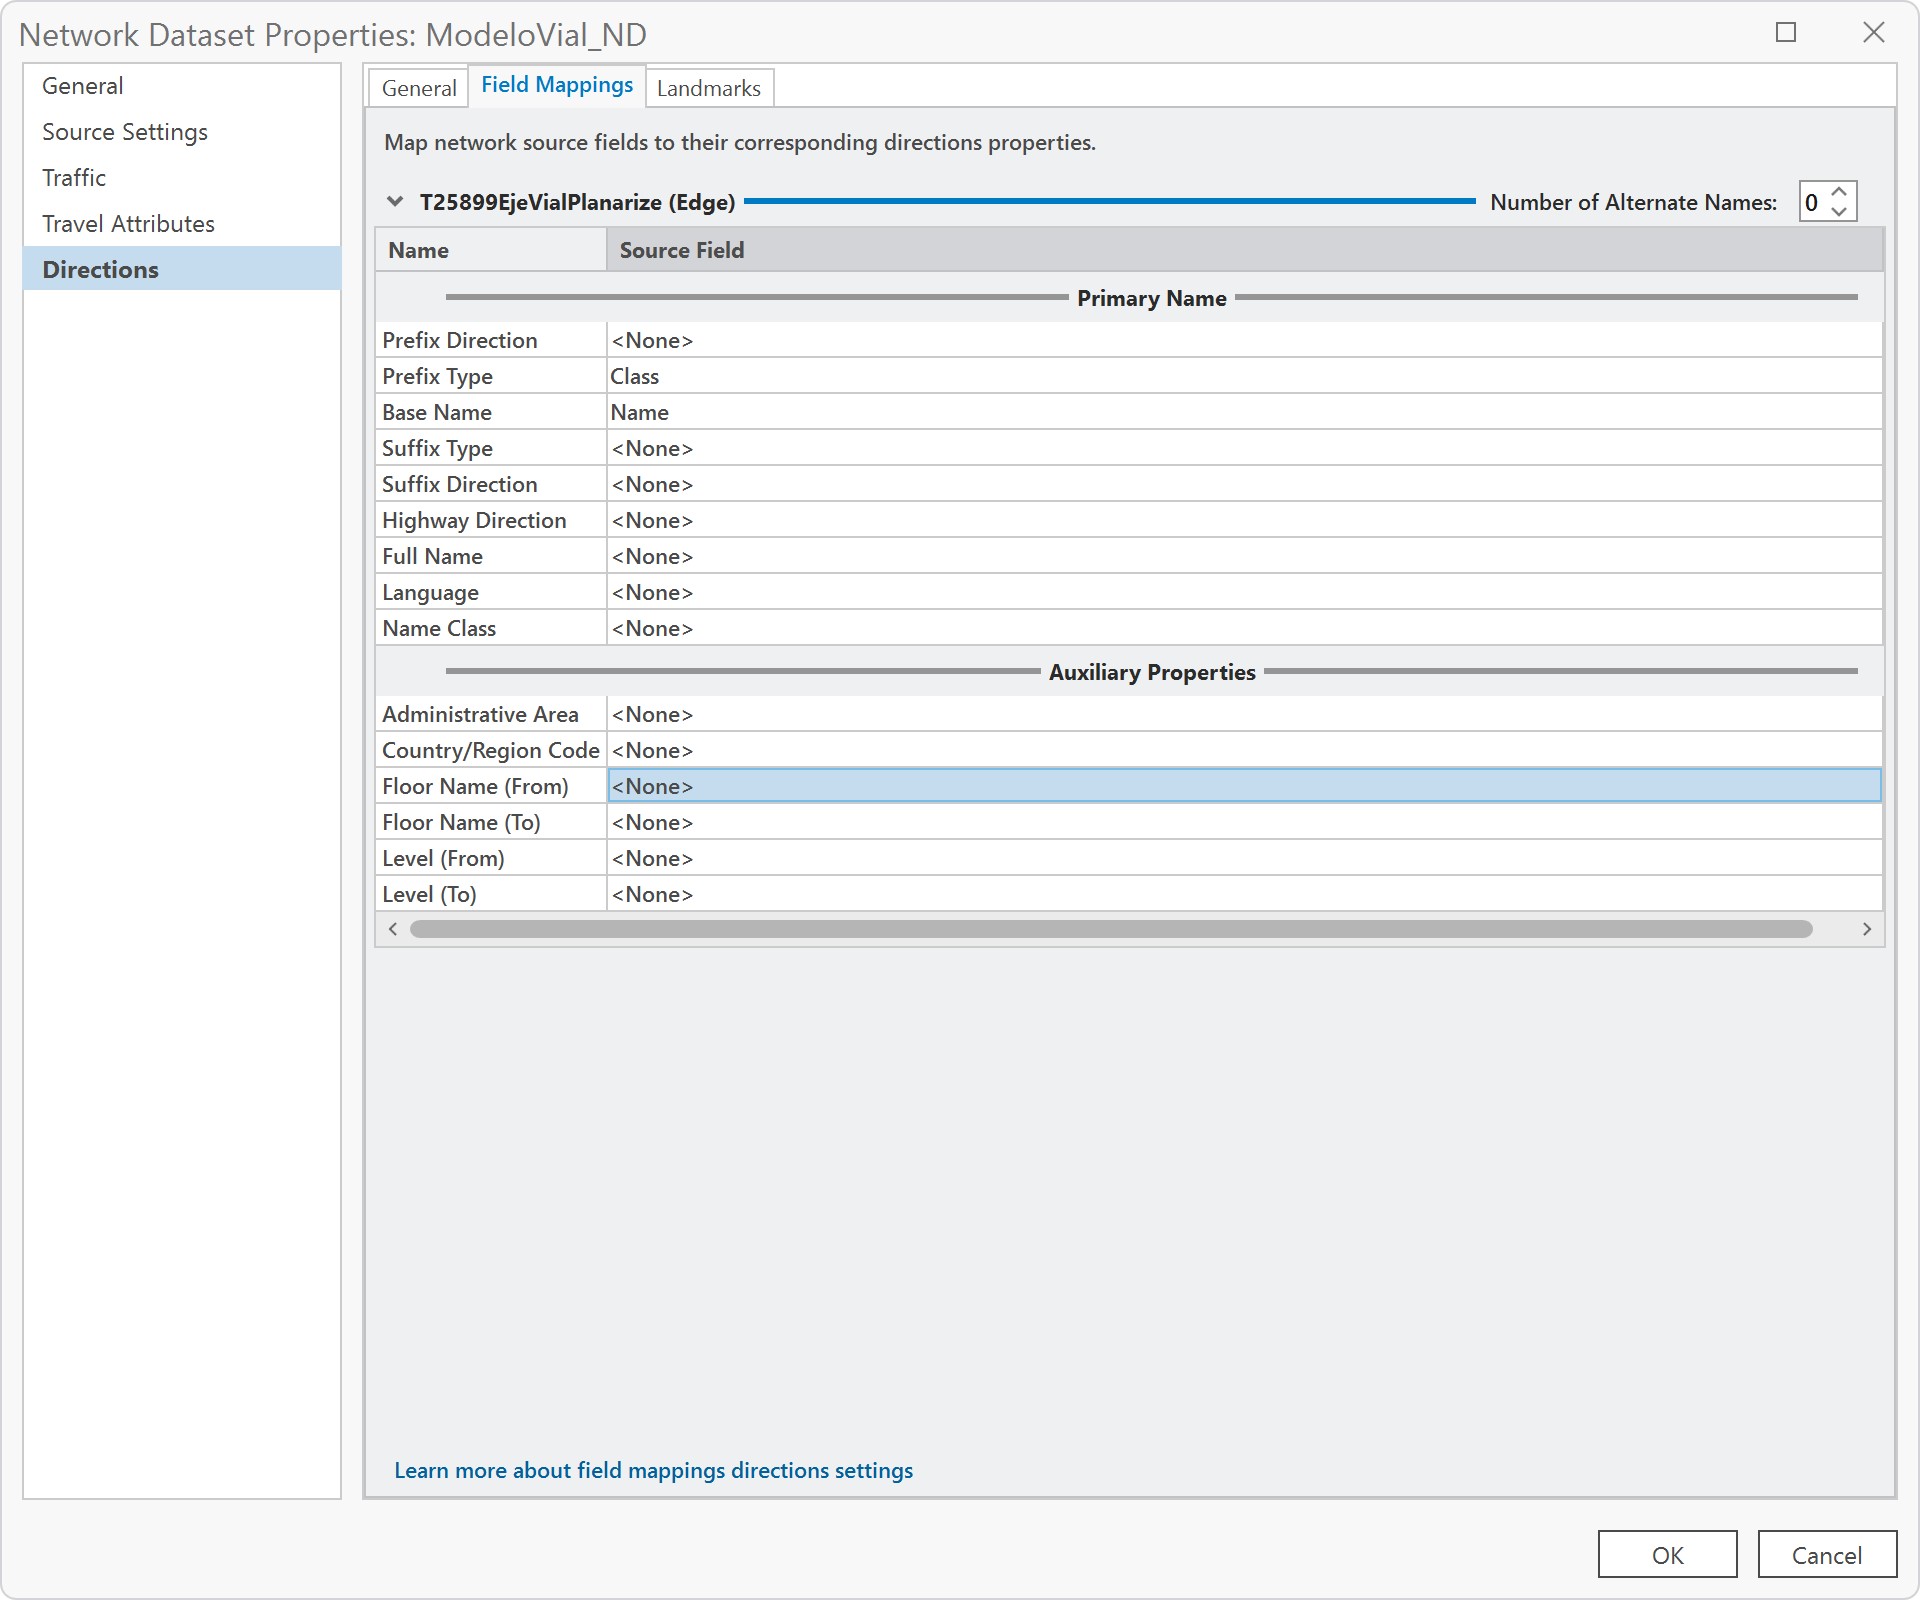 Network Dataset Properties: ModeloVial_ND
General
Source Settings
Traffic
Travel Attributes
Directions
General Field Mappings Landmarks
Map network source fields to their corresponding directions properties.
T25899EjeVialPlanarize (Edge) Number of Alternate Names: 0
Name Source Field
Primary Name
Prefix Direction <None>
Prefix Type Class
Base Name Name
Suffix Type <None>
Suffix Direction <None>
Highway Direction <None>
Full Name <None>
Language <None>
Name Class <None>
Auxiliary Properties
Administrative Area <None>
Country/Region Code <None>
Floor Name (From) <None>
Floor Name (To) <None>
Level (From) <None>
Level (To) <None>
Learn more about field mappings directions settings
OK Cancel